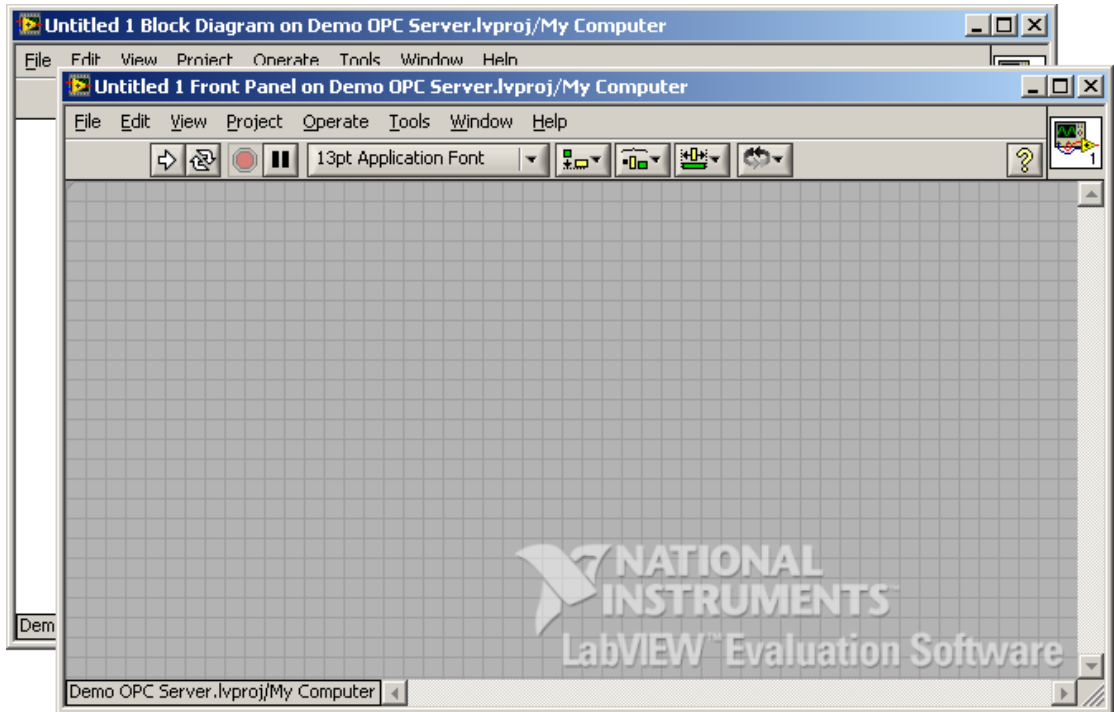 Untitled 1 Block Diagram on Demo OPC Server.lvproj/My Computer
File Edit View Project Operate Tools Window Help
Untitled 1 Front Panel on Demo OPC Server.lvproj/My Computer
File Edit View Project Operate Tools Window Help
13pt Application Font
?
1
NATIONAL
INSTRUMENTS™
LabVIEW™ Evaluation Software
Dem
Demo OPC Server.lvproj/My Computer